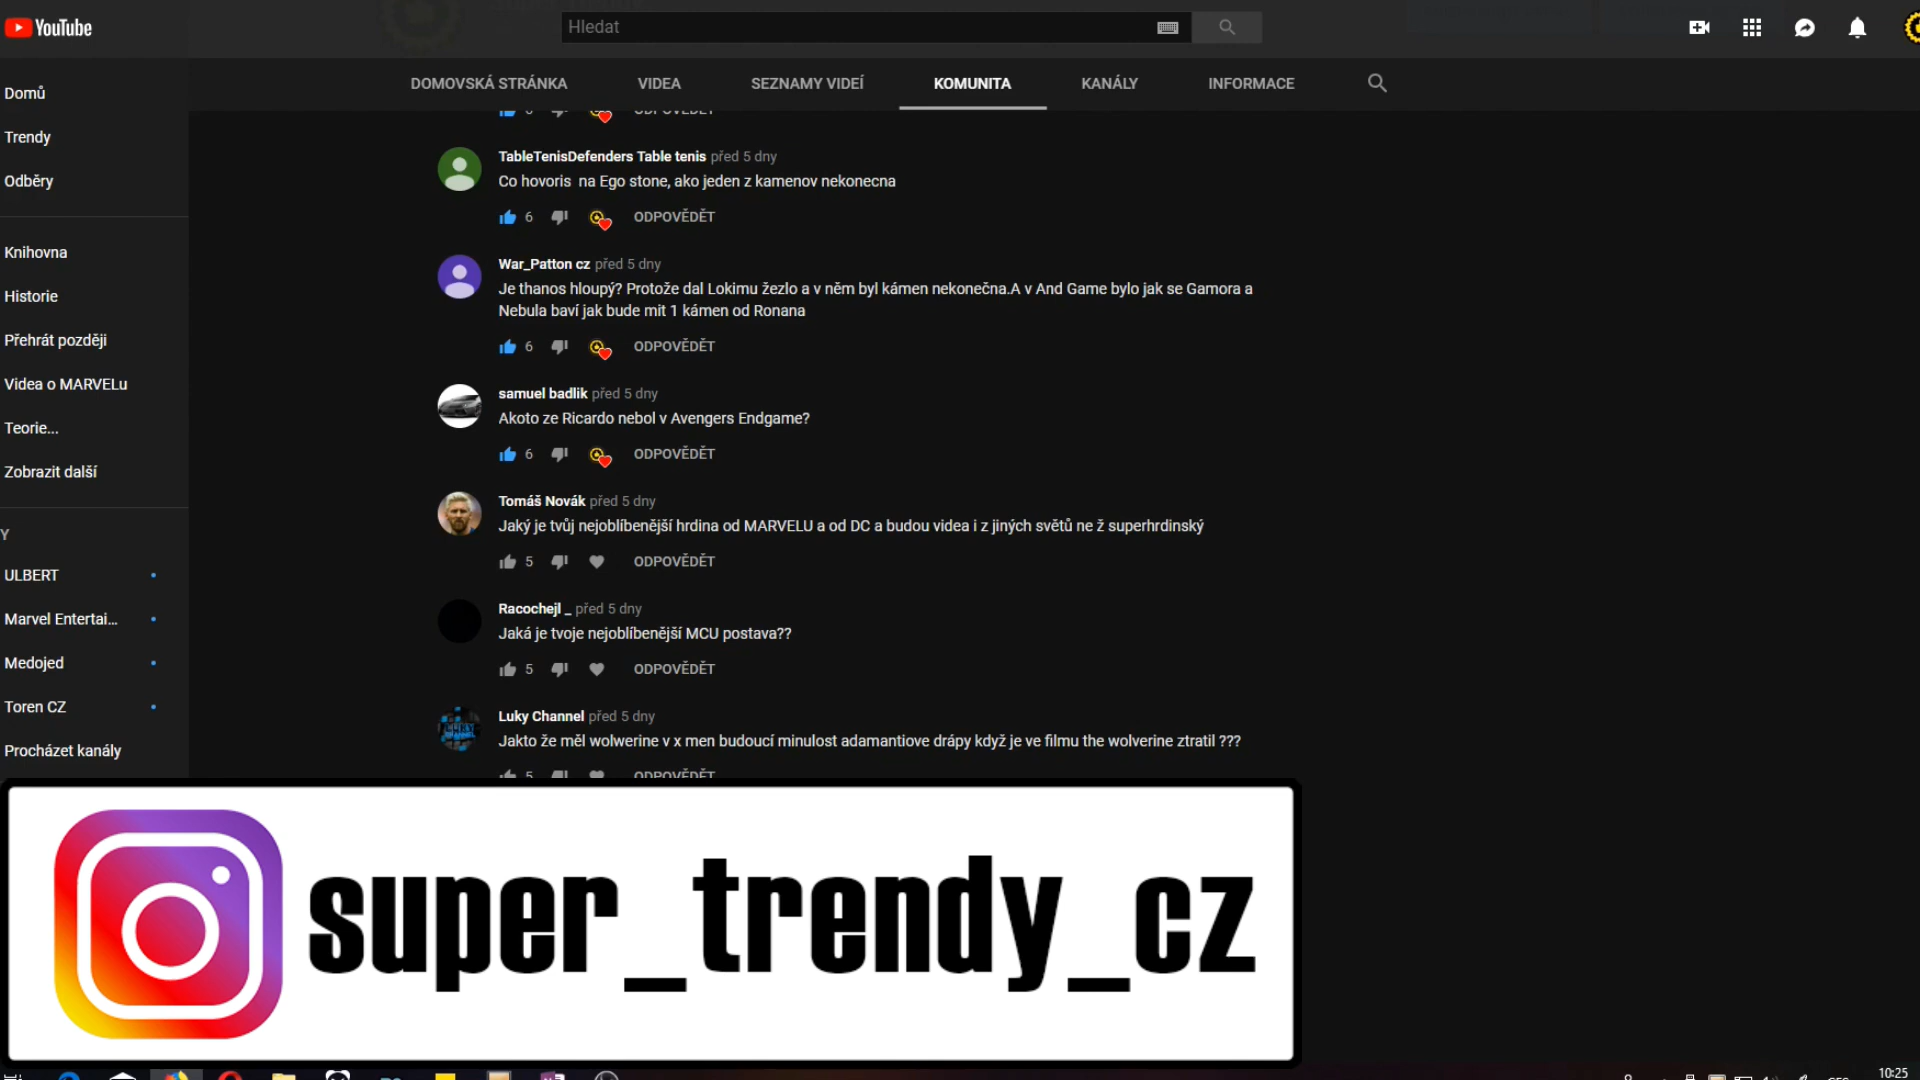 YouTube
Hledat
DOMOVSKÁ STRÁNKA VIDEA SEZNAMY VIDEÍ KOMUNITA KANÁLY INFORMACE
Domů
Trendy
Odběry
Knihovna
Historie
Přehrát později
Videa o MARVELu
Teorie...
Zobrazit další
Y
ULBERT
Marvel Entertai...
Medojed
Toren CZ
Procházet kanály
6 ODPOVĚDĚT
TableTenisDefenders Table tenis před 5 dny
Co hovoris na Ego stone, ako jeden z kamenov nekonecna
6 ODPOVĚDĚT
War_Patton cz před 5 dny
Je thanos hloupý? Protože dal Lokimu žezlo a v něm byl kámen nekonečna.A v And Game bylo jak se Gamora a
Nebula baví jak bude mit 1 kámen od Ronana
6 ODPOVĚDĚT
samuel badlik před 5 dny
Akoto ze Ricardo nebol v Avengers Endgame?
6 ODPOVĚDĚT
Tomáš Novák před 5 dny
Jaký je tvůj nejoblíbenější hrdina od MARVELU a od DC a budou videa i z jiných světů ne ž superhrdinský
5 ODPOVĚDĚT
Racochejl _ před 5 dny
Jaká je tvoje nejoblíbenější MCU postava??
5 ODPOVĚDĚT
Luky Channel před 5 dny
Jakto že měl wolwerine v x men budoucí minulost adamantiove drápy když je ve filmu the wolverine ztratil ???
5 ODPOVĚDĚT
super_trendy_cz
10:25